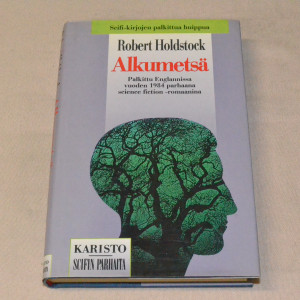 Scifi-kirjojen palkittua huippua
Robert Holdstock
Alkumetsä
Palkittu Englannissa
vuoden 1984 parhaana
science fiction -romaanina
KARISTO
SCIFIN PARHAITA